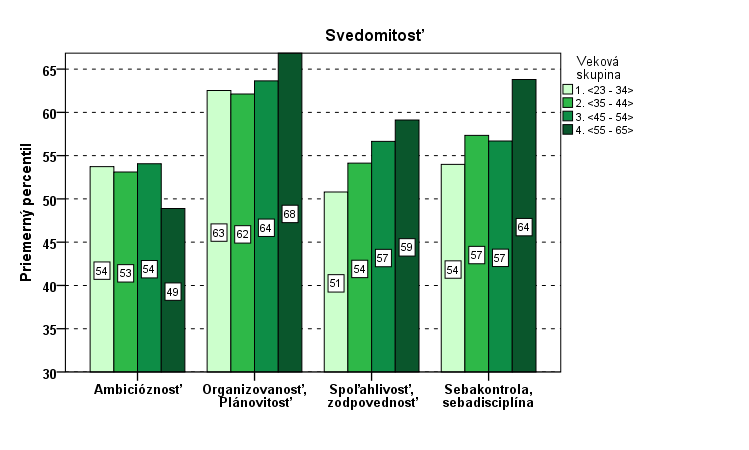 Svedomitosť
Priemerný percentil
65
60
55
50
45
40
35
30
54 53 54 49
63 62 64 68
51 54 57 59
54 57 57 64
Ambicióznosť
Organizovanosť,
Plánovitosť
Spoľahlivosť,
zodpovednosť
Sebakontrola,
sebadisciplína
Veková
skupina
1. <23 - 34>
2. <35 - 44>
3. <45 - 54>
4. <55 - 65>